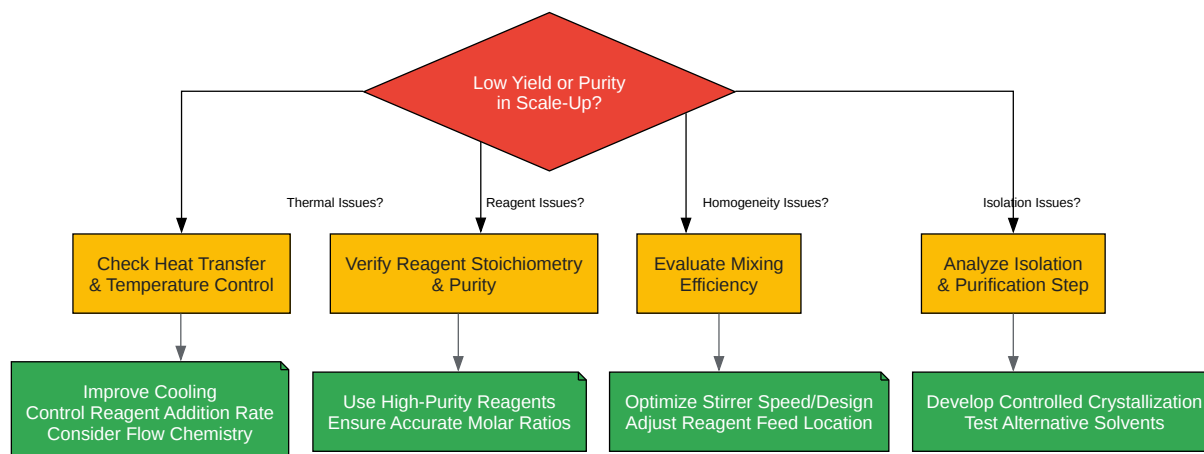 Low Yield or Purity
in Scale-Up?
Thermal Issues?
Reagent Issues?
Homogeneity Issues?
Isolation Issues?
Check Heat Transfer
& Temperature Control
Verify Reagent Stoichiometry
& Purity
Evaluate Mixing
Efficiency
Analyze Isolation
& Purification Step
Improve Cooling
Control Reagent Addition Rate
Consider Flow Chemistry
Use High-Purity Reagents
Ensure Accurate Molar Ratios
Optimize Stirrer Speed/Design
Adjust Reagent Feed Location
Develop Controlled Crystallization
Test Alternative Solvents